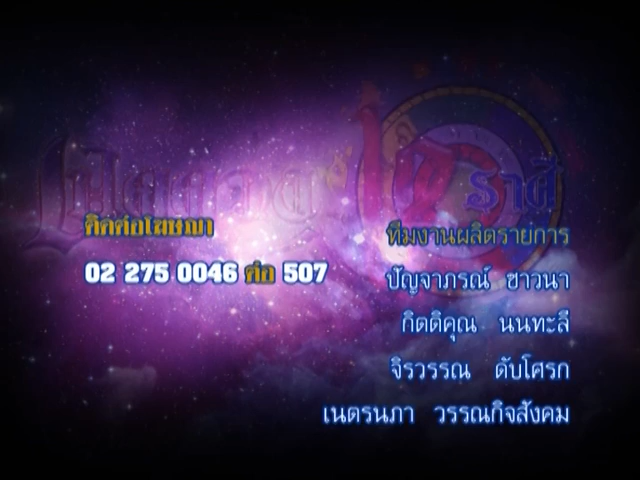 ราศี
ติดต่อโฆษณา
02 275 0046 ต่อ 507
ทีมงานผลิตรายการ
ปัญจาภรณ์ ชาวนา
กิตติคุณ นนทะลี
จิรวรรณ ดับโศรก
เนตรนภา วรรณกิจสังคม